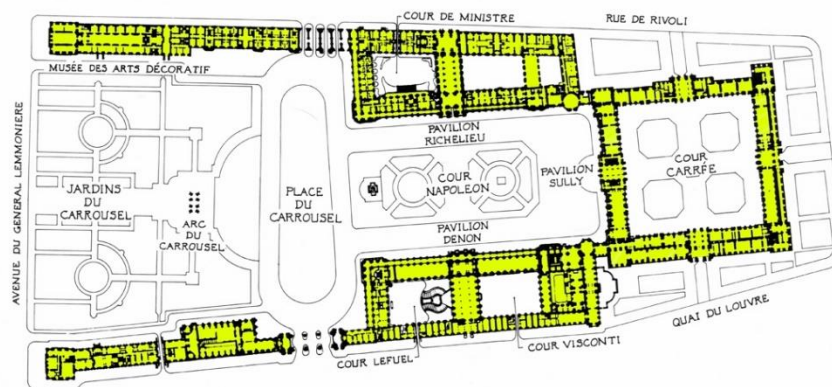 COUR DE MINISTRE
RUE DE RIVOLI
MUSÉE DES ARTS DÉCORATIF
AVENUE DU GENERAL LEMMONIERE
JARDINS
DU
CARROUSEL
ARC
DU
CARROUSEL
PLACE
DU
CARROUSEL
PAVILION
RICHELIEU
COUR
NAPOLEON
PAVILION
DENON
PAVILION
SULLY
COUR
CARRÉE
QUAI DU LOUVRE
COUR LEFUEL
COUR VISCONTI